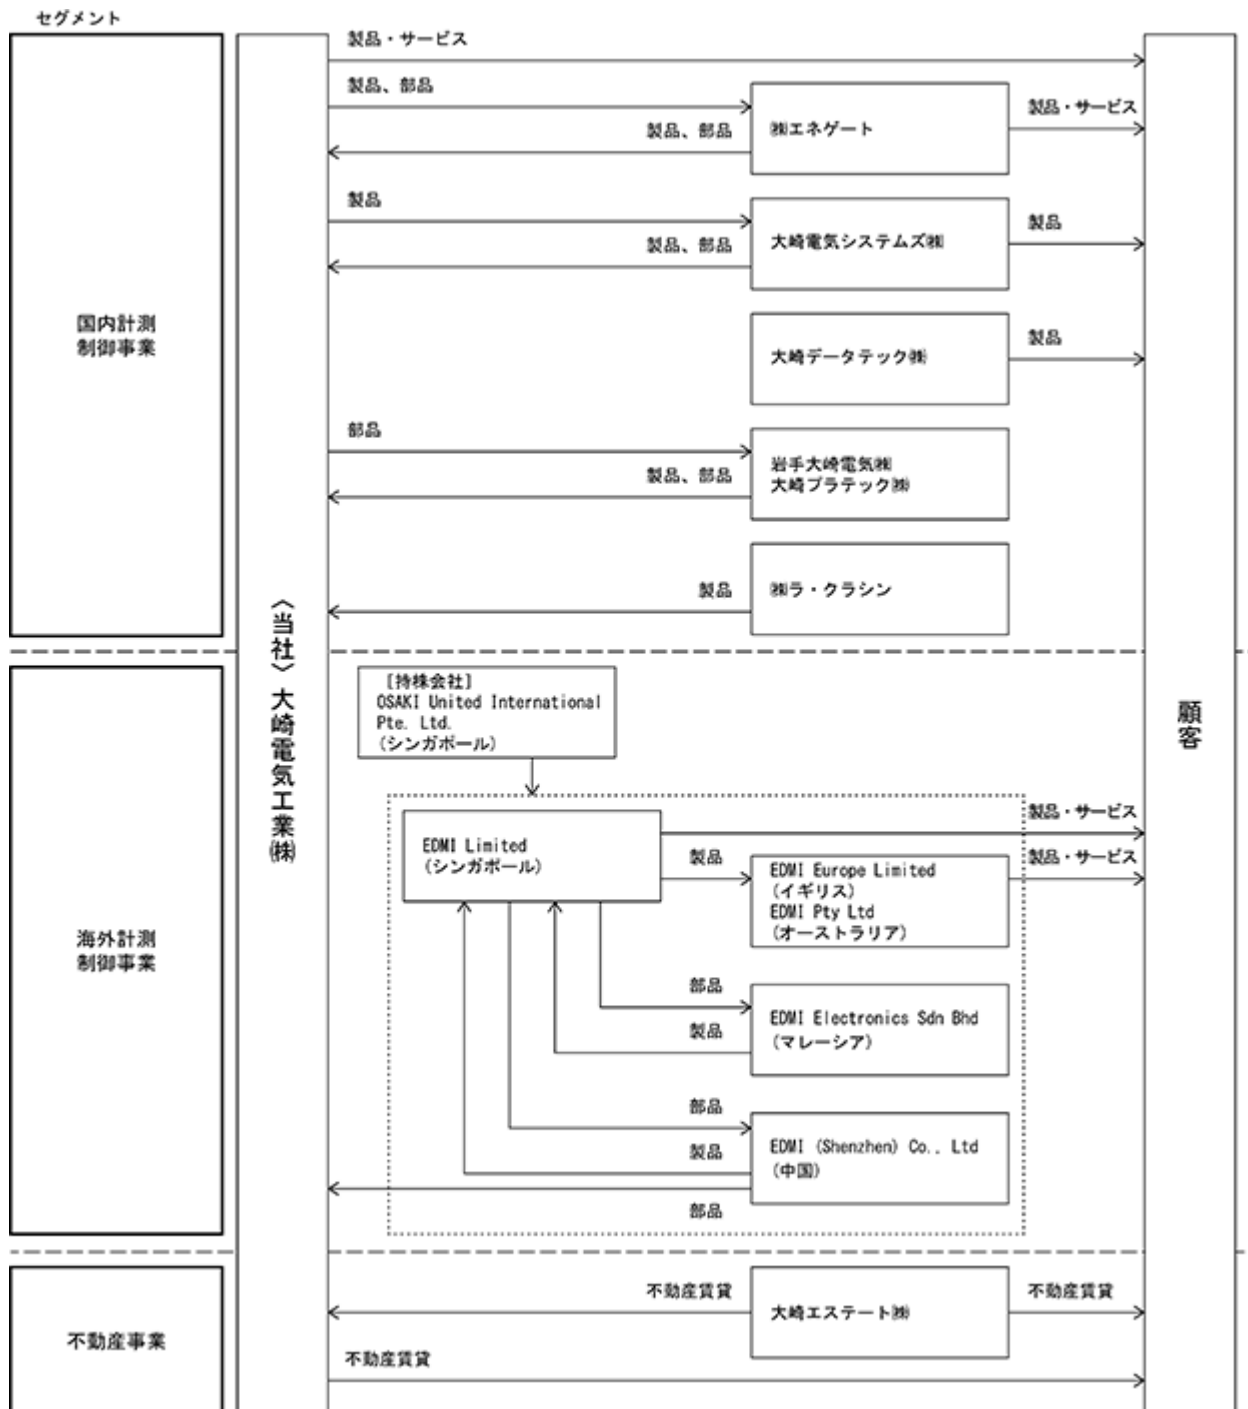 セグメント
国内計測
制御事業
〈当社〉大崎電気工業㈱
顧客
製品・サービス
製品、部品
製品、部品
㈱エネゲート
製品・サービス
製品
製品、部品
大崎電気システムズ㈱
製品
大崎データテック㈱
製品
部品
製品、部品
岩手大崎電気㈱
大崎プラテック㈱
製品
㈱ラ・クラシン
海外計測
制御事業
[持株会社]
OSAKI United International
Pte. Ltd.
(シンガポール)
EDMI Limited
(シンガポール)
製品・サービス
製品
EDMI Europe Limited
(イギリス)
EDMI Pty Ltd
(オーストラリア)
製品・サービス
部品
製品
EDMI Electronics Sdn Bhd
(マレーシア)
部品
製品
EDMI (Shenzhen) Co., Ltd
(中国)
部品
不動産事業
不動産賃貸
大崎エステート㈱
不動産賃貸
不動産賃貸